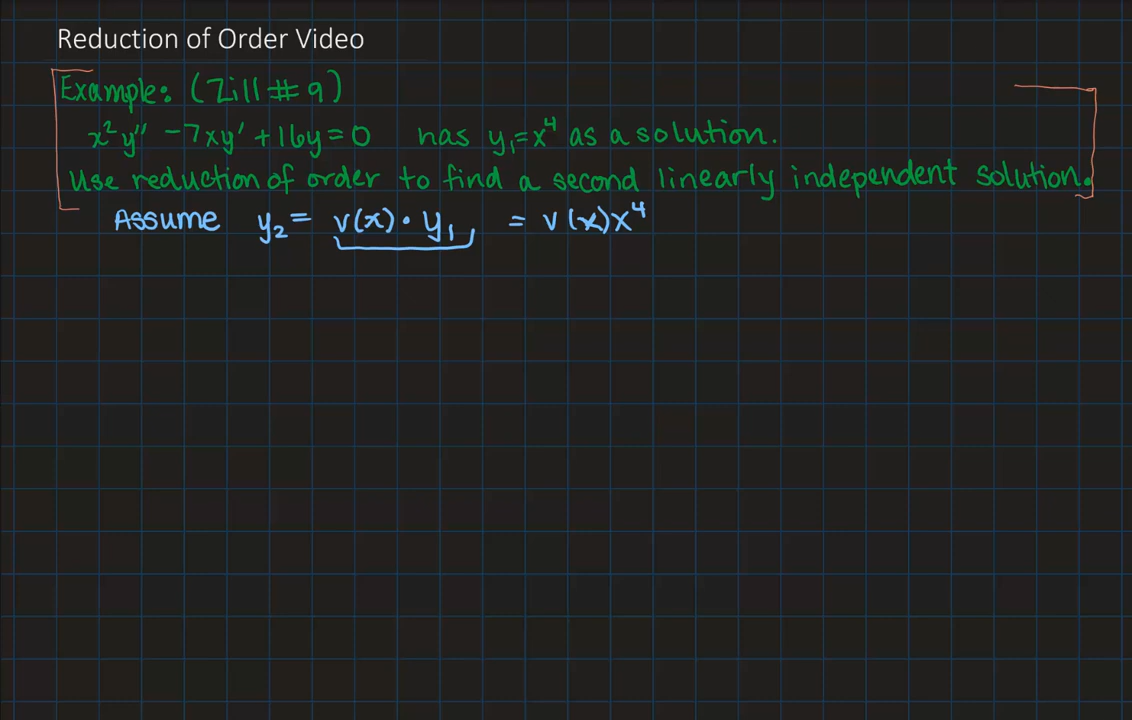 Reduction of Order Video
Example: (Zill # 9)
x² y'' - 7xy' + 16y = 0 has y₁ = x⁴ as a solution.
Use reduction of order to find a second linearly independent solution.
Assume y₂ = v(x) • y₁ = v(x)x⁴